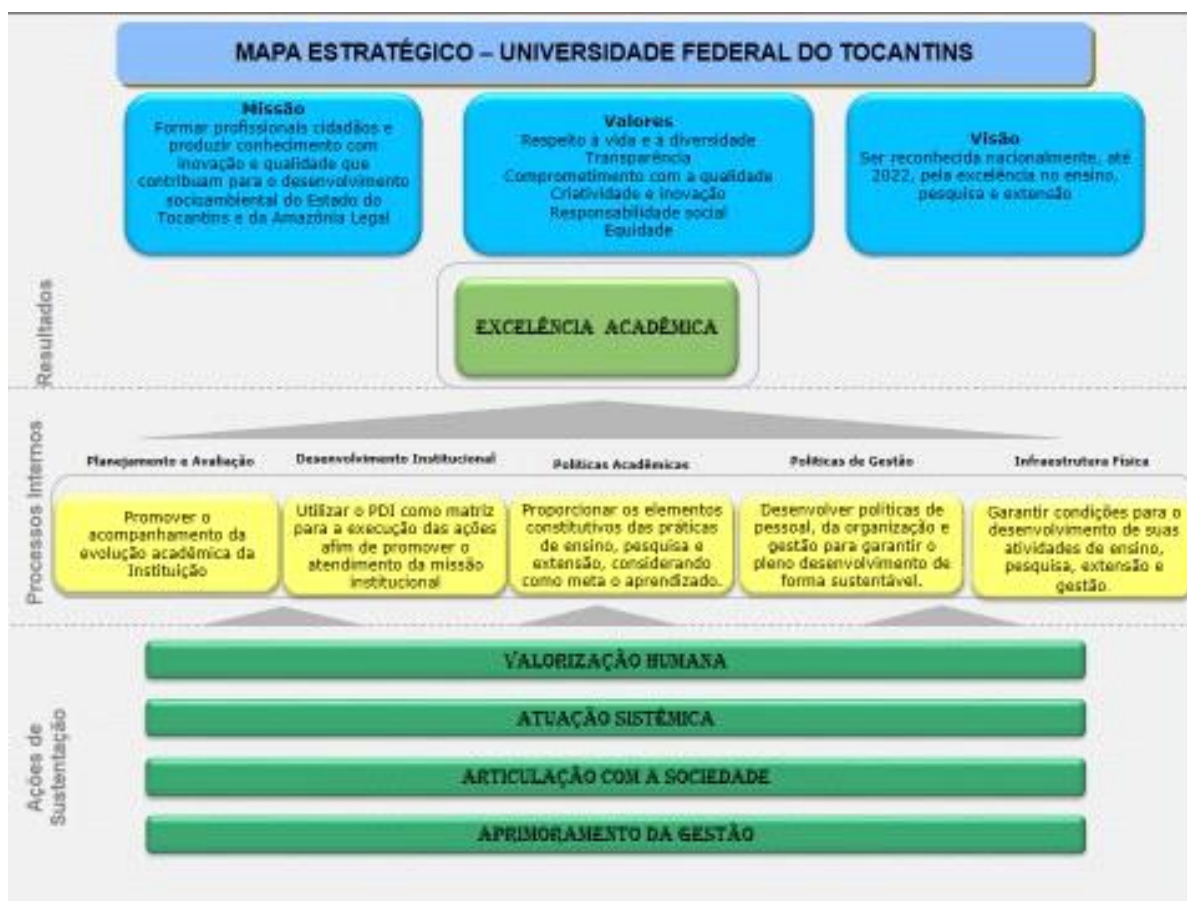 MAPA ESTRATÉGICO – UNIVERSIDADE FEDERAL DO TOCANTINS
Missão
Formar profissionais cidadãos e
produzir conhecimento com
inovação e qualidade que
contribuam para o desenvolvimento
socioambiental do Estado do
Tocantins e da Amazônia Legal
Valores
Respeito à vida e à diversidade
Transparência
Comprometimento com a qualidade
Criatividade e inovação
Responsabilidade social
Equidade
Visão
Ser reconhecida nacionalmente, até
2022, pela excelência no ensino,
pesquisa e extensão
Resultados
EXCELÊNCIA ACADÊMICA
Processos Internos
Planejamento e Avaliação
Promover o
acompanhamento da
evolução acadêmica da
Instituição
Desenvolvimento Institucional
Utilizar o PDI como matriz
para a execução das ações
afim de promover o
atendimento da missão
institucional
Políticas Acadêmicas
Proporcionar os elementos
constitutivos das práticas
de ensino, pesquisa e
extensão, considerando
como meta o aprendizado.
Políticas de Gestão
Desenvolver políticas de
pessoal, da organização e
gestão para garantir o
pleno desenvolvimento de
forma sustentável.
Infraestrutura Física
Garantir condições para o
desenvolvimento de suas
atividades de ensino,
pesquisa, extensão e
gestão.
Ações de
Sustentação
VALORIZAÇÃO HUMANA
ATUAÇÃO SISTÊMICA
ARTICULAÇÃO COM A SOCIEDADE
APRIMORAMENTO DA GESTÃO